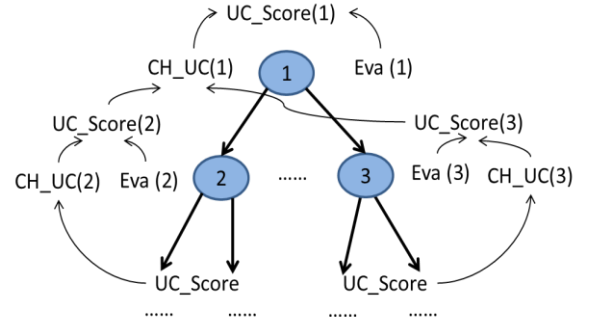 UC_Score(1)
CH_UC(1)
1
Eva (1)
UC_Score(2)
UC_Score(3)
CH_UC(2)
Eva (2)
2
......
3
Eva (3)
CH_UC(3)
UC_Score
UC_Score
......
......
......
......